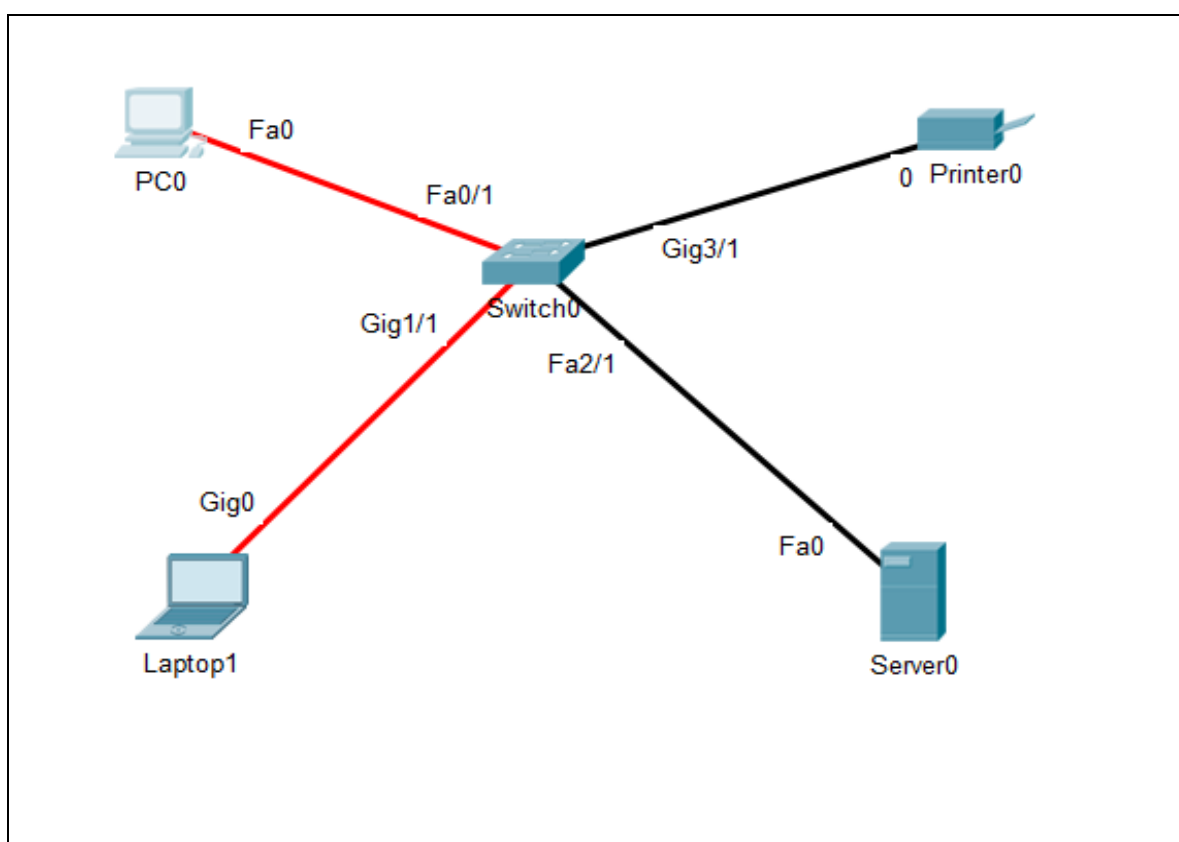 Fa0
PC0
Fa0/1
0
Printer0
Gig3/1
Switch0
Gig1/1
Fa2/1
Gig0
Fa0
Laptop1
Server0